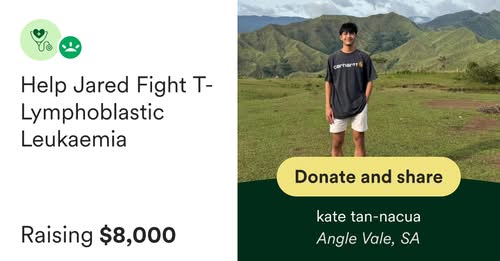 Help Jared Fight T-
Lymphoblastic
Leukaemia
Raising $8,000
carhartt
Donate and share
kate tan-nacua
Angle Vale, SA